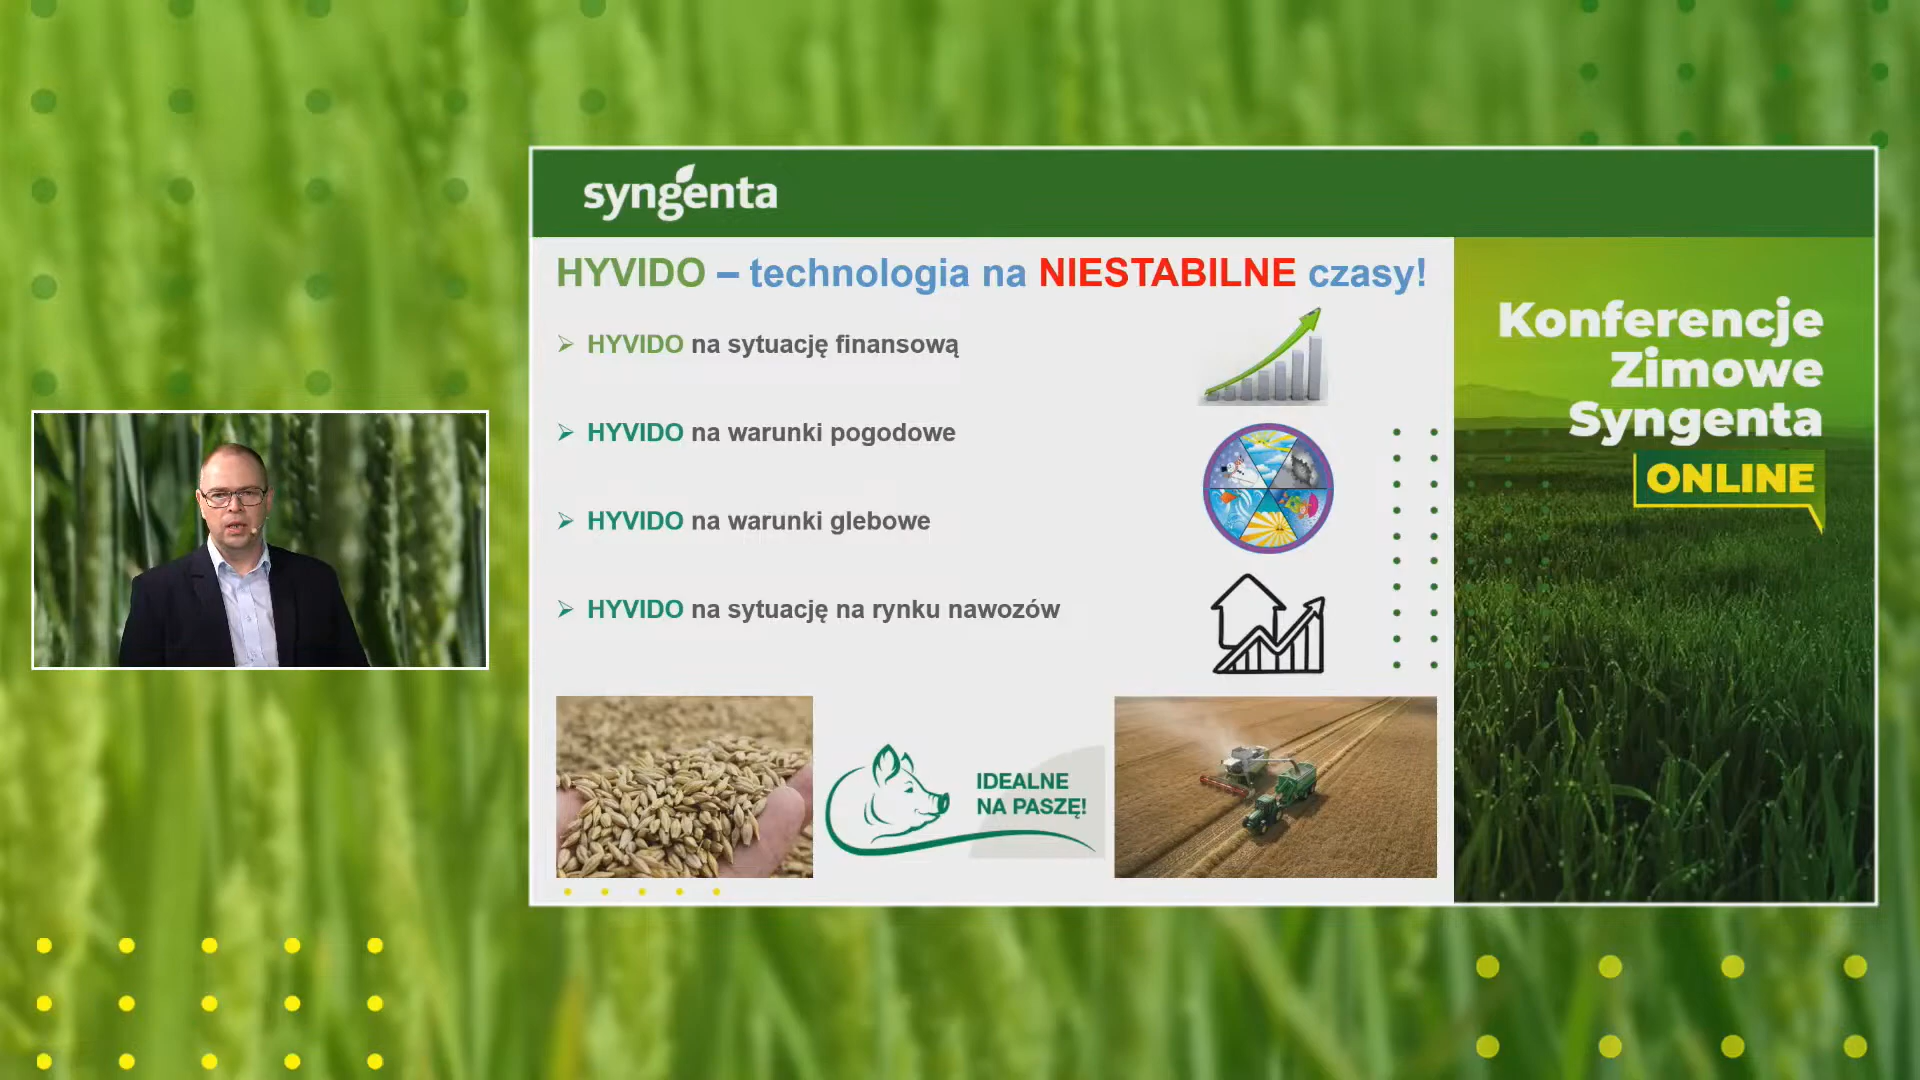 syngenta
HYVIDO – technologia na NIESTABILNE czasy!
HYVIDO na sytuację finansową
HYVIDO na warunki pogodowe
HYVIDO na warunki glebowe
HYVIDO na sytuację na rynku nawozów
IDEALNE
NA PASZĘ!
Konferencje
Zimowe
Syngenta
ONLINE